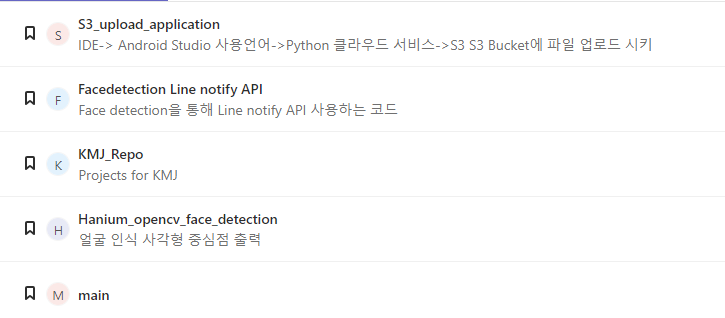 S
S3_upload_application
IDE-> Android Studio 사용언어->Python 클라우드 서비스->S3 S3 Bucket에 파일 업로드 시키
F
Facedetection Line notify API
Face detection을 통해 Line notify API 사용하는 코드
K
KMJ_Repo
Projects for KMJ
H
Hanium_opencv_face_detection
얼굴 인식 사각형 중심점 출력
M
main